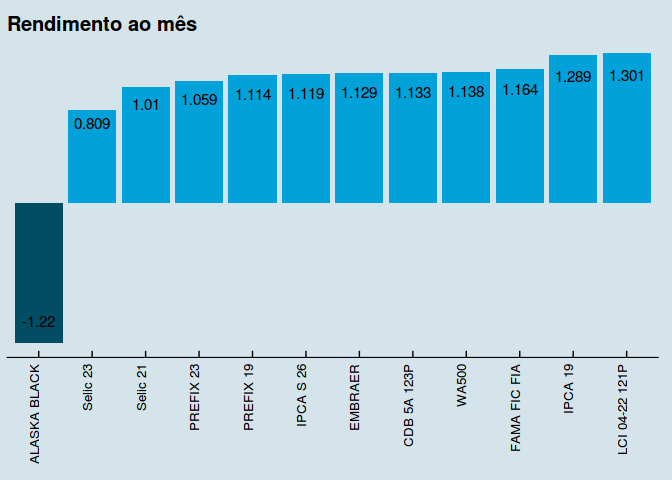 Rendimento ao mês
-1.22
0.809
1.01
1.059
1.114
1.119
1.129
1.133
1.138
1.164
1.289
1.301
ALASKA BLACK
Selic 23
Selic 21
PREFIX 23
PREFIX 19
IPCA S 26
EMBRAER
CDB 5A 123P
WA500
FAMA FIC FIA
IPCA 19
LCI 04-22 121P